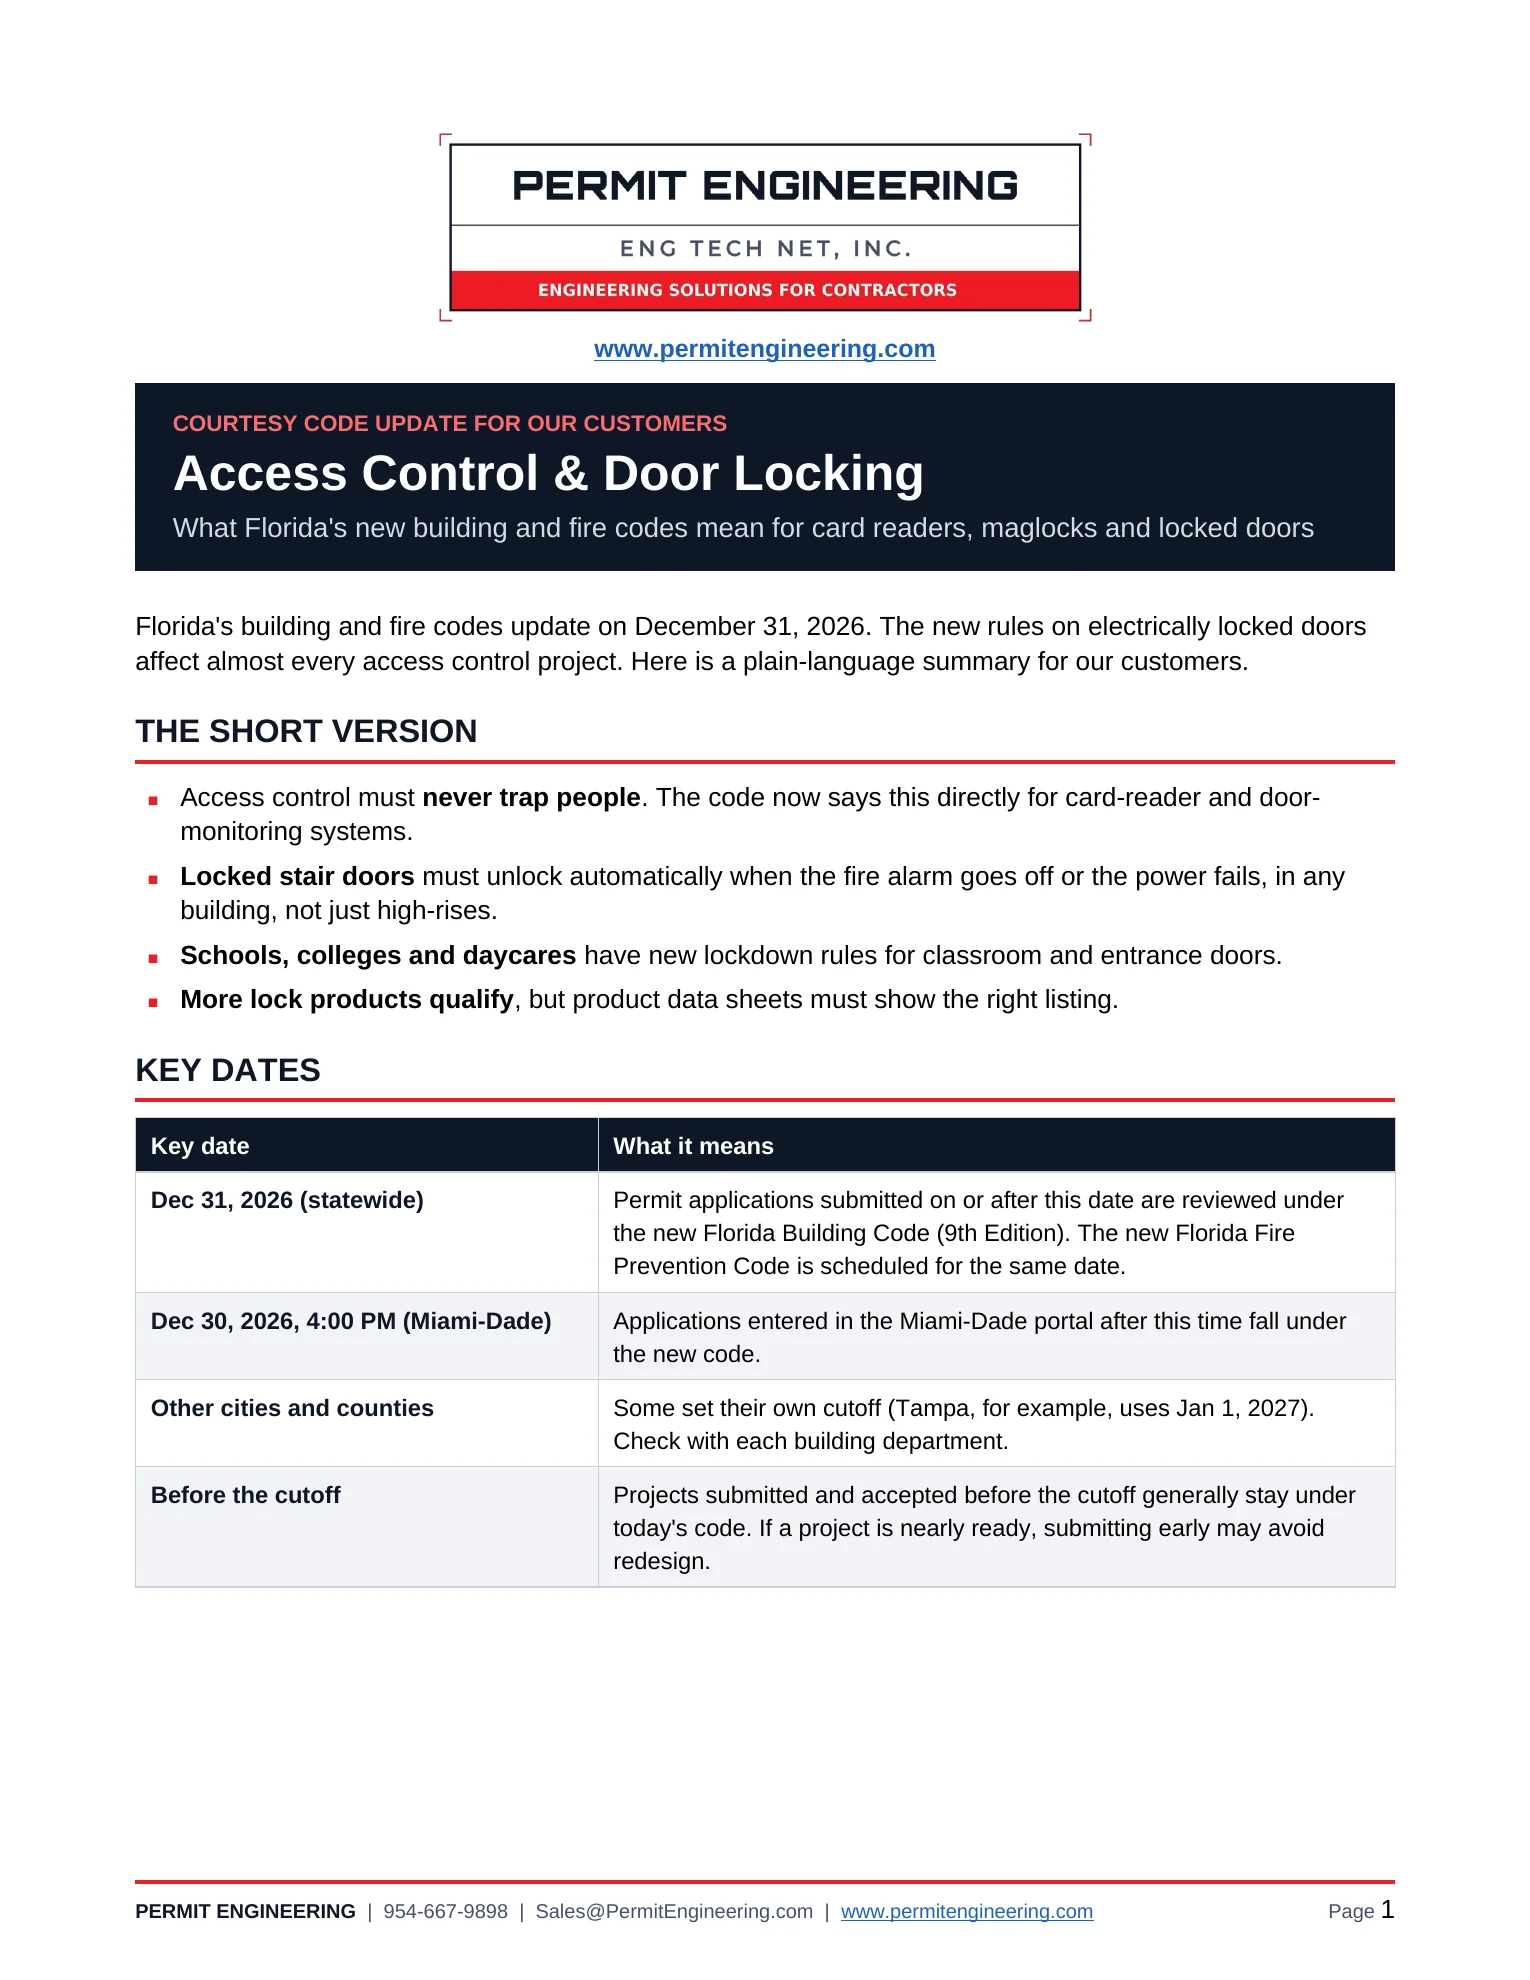 PERMIT ENGINEERING
ENG TECH NET, INC.
ENGINEERING SOLUTIONS FOR CONTRACTORS
www.permitengineering.com
COURTESY CODE UPDATE FOR OUR CUSTOMERS
Access Control & Door Locking
What Florida's new building and fire codes mean for card readers, maglocks and locked doors
Florida's building and fire codes update on December 31, 2026. The new rules on electrically locked doors
affect almost every access control project. Here is a plain-language summary for our customers.
THE SHORT VERSION
▪ Access control must never trap people. The code now says this directly for card-reader and door-
monitoring systems.
▪ Locked stair doors must unlock automatically when the fire alarm goes off or the power fails, in any
building, not just high-rises.
▪ Schools, colleges and daycares have new lockdown rules for classroom and entrance doors.
▪ More lock products qualify, but product data sheets must show the right listing.
KEY DATES
Key date What it means
Dec 31, 2026 (statewide) Permit applications submitted on or after this date are reviewed under
the new Florida Building Code (9th Edition). The new Florida Fire
Prevention Code is scheduled for the same date.
Dec 30, 2026, 4:00 PM (Miami-Dade) Applications entered in the Miami-Dade portal after this time fall under
the new code.
Other cities and counties Some set their own cutoff (Tampa, for example, uses Jan 1, 2027).
Check with each building department.
Before the cutoff Projects submitted and accepted before the cutoff generally stay under
today's code. If a project is nearly ready, submitting early may avoid
redesign.
PERMIT ENGINEERING | 954-667-9898 | Sales@PermitEngineering.com | www.permitengineering.com Page 1